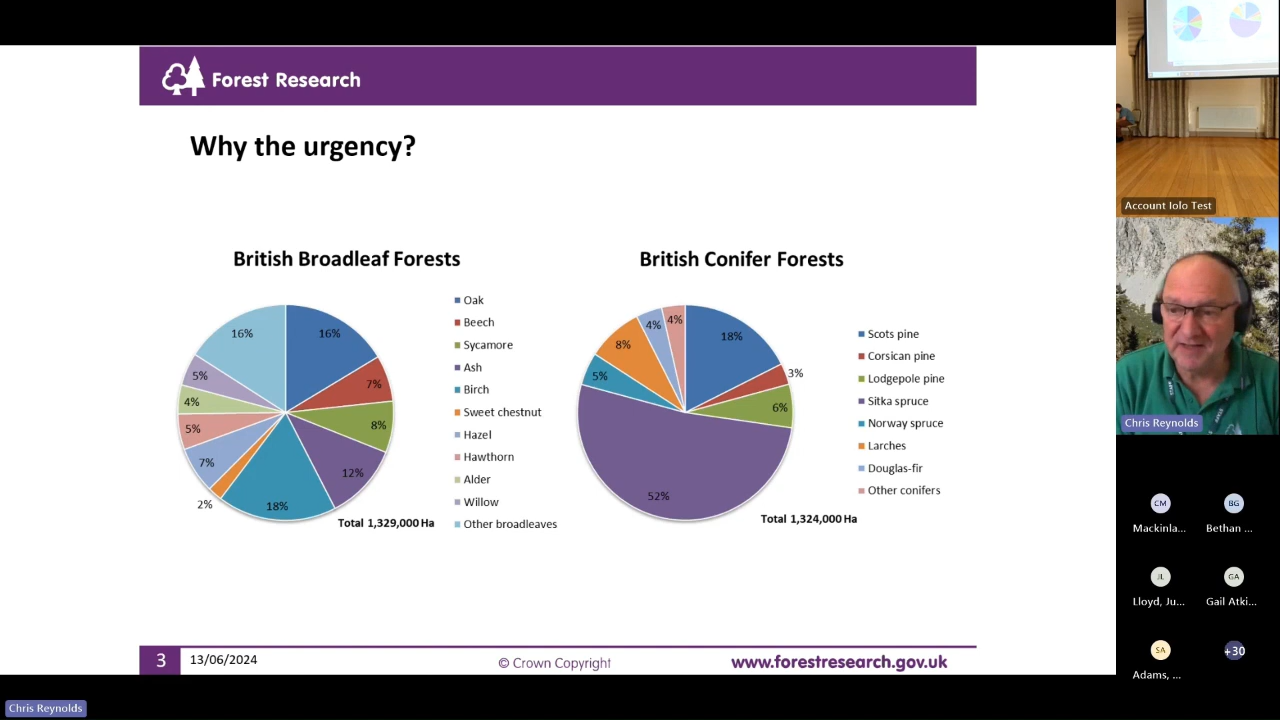 Forest Research
Why the urgency?
British Broadleaf Forests
16%
7%
8%
12%
18%
2%
7%
5%
4%
5%
16%
Oak
Beech
Sycamore
Ash
Birch
Sweet chestnut
Hazel
Hawthorn
Alder
Willow
Other broadleaves
Total 1,329,000 Ha
British Conifer Forests
18%
3%
6%
52%
5%
8%
4%
4%
Scots pine
Corsican pine
Lodgepole pine
Sitka spruce
Norway spruce
Larches
Douglas-fir
Other conifers
Total 1,324,000 Ha
3
13/06/2024
© Crown Copyright
www.forestresearch.gov.uk
Chris Reynolds
Account Iolo Test
Chris Reynolds
CM
Mackinla...
BG
Bethan ...
JL
Lloyd, Ju...
GA
Gail Atki...
SA
Adams, ...
+30